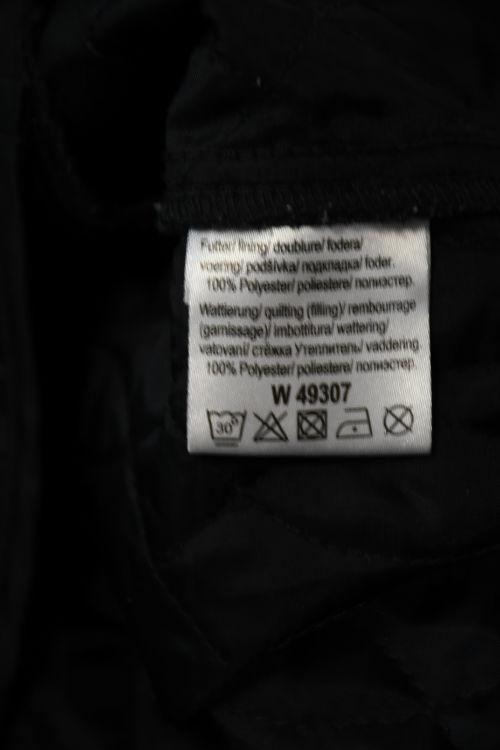 Futter/ lining/ doublure/ fodera/
voering/ podšívka/ подкладка/ foder.
100% Polyester/ poliestere/ полиэстер.
Wattierung/ quilting (filling)/ rembourrage
(garnissage)/ imbottitura/ wattering/
vatovaní/ стёжка Утеплитель/ vaddering.
100% Polyester/ poliestere/ полиэстер.
W 49307
30°